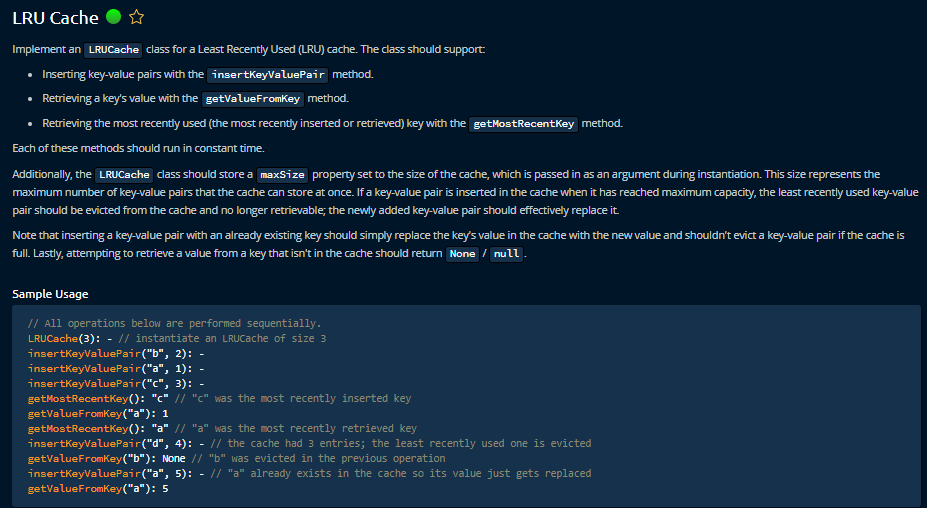 LRU Cache
Implement an LRUCache class for a Least Recently Used (LRU) cache. The class should support:
• Inserting key-value pairs with the insertKeyValuePair method.
• Retrieving a key's value with the getValueFromKey method.
• Retrieving the most recently used (the most recently inserted or retrieved) key with the getMostRecentKey method.
Each of these methods should run in constant time.
Additionally, the LRUCache class should store a maxSize property set to the size of the cache, which is passed in as an argument during instantiation. This size represents the
maximum number of key-value pairs that the cache can store at once. If a key-value pair is inserted in the cache when it has reached maximum capacity, the least recently used key-value
pair should be evicted from the cache and no longer retrievable; the newly added key-value pair should effectively replace it.
Note that inserting a key-value pair with an already existing key should simply replace the key's value in the cache with the new value and shouldn't evict a key-value pair if the cache is
full. Lastly, attempting to retrieve a value from a key that isn't in the cache should return None / null.
Sample Usage
// All operations below are performed sequentially.
LRUCache(3): - // instantiate an LRUCache of size 3
insertKeyValuePair("b", 2): -
insertKeyValuePair("a", 1): -
insertKeyValuePair("c", 3): -
getMostRecentKey(): "c" // "c" was the most recently inserted key
getValueFromKey("a"): 1
getMostRecentKey(): "a" // "a" was the most recently retrieved key
insertKeyValuePair("d", 4): - // the cache had 3 entries; the least recently used one is evicted
getValueFromKey("b"): None // "b" was evicted in the previous operation
insertKeyValuePair("a", 5): - // "a" already exists in the cache so its value just gets replaced
getValueFromKey("a"): 5